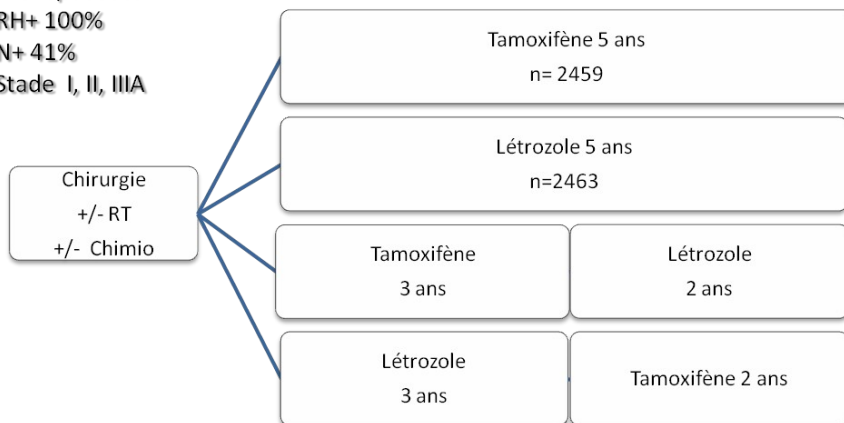 RH+ 100%
N+ 41%
Stade I, II, IIIA
Tamoxifène 5 ans
n= 2459
Létrozole 5 ans
n=2463
Chirurgie
+/- RT
+/- Chimio
Tamoxifène
3 ans
Létrozole
2 ans
Létrozole
3 ans
Tamoxifène 2 ans